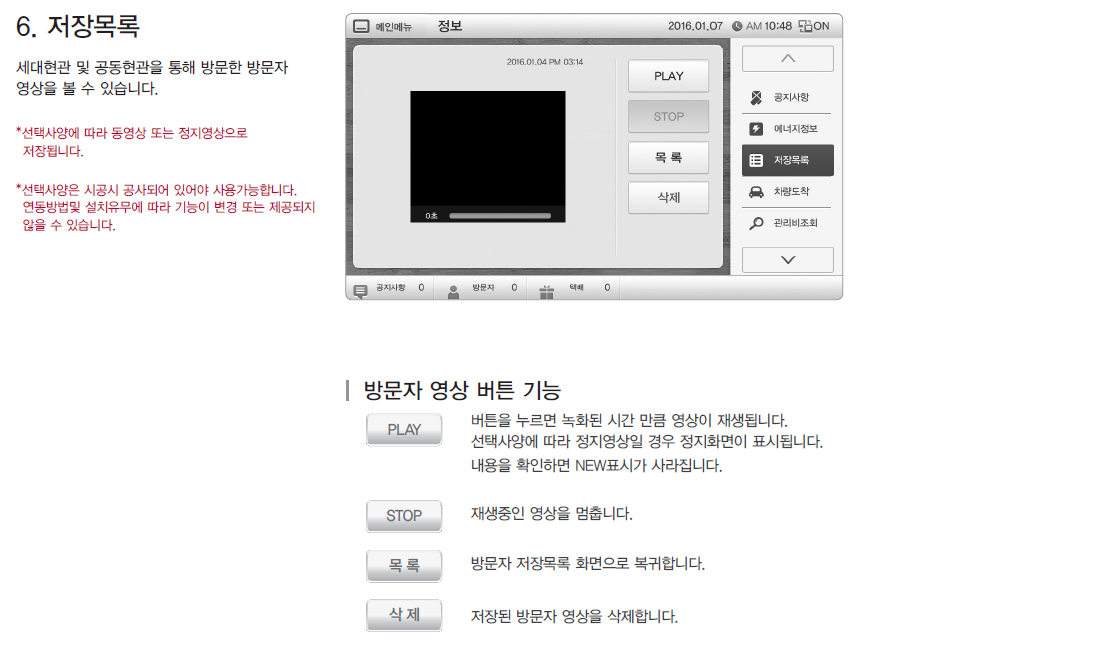 6. 저장목록
세대현관 및 공동현관을 통해 방문한 방문자
영상을 볼 수 있습니다.
*선택사양에 따라 동영상 또는 정지영상으로
저장됩니다.
*선택사양은 시공시 공사되어 있어야 사용가능합니다.
연동방법및 설치유무에 따라 기능이 변경 또는 제공되지
않을 수 있습니다.
메인메뉴 정보 2016.01.07 AM 10:48 ON
2016.01.04 PM 03:14
0초
PLAY
STOP
목 록
삭제
공지사항
에너지정보
저장목록
차량도착
관리비조회
공지사항 0 방문자 0 택배 0
방문자 영상 버튼 기능
PLAY
버튼을 누르면 녹화된 시간 만큼 영상이 재생됩니다.
선택사양에 따라 정지영상일 경우 정지화면이 표시됩니다.
내용을 확인하면 NEW표시가 사라집니다.
STOP
재생중인 영상을 멈춥니다.
목 록
방문자 저장목록 화면으로 복귀합니다.
삭 제
저장된 방문자 영상을 삭제합니다.